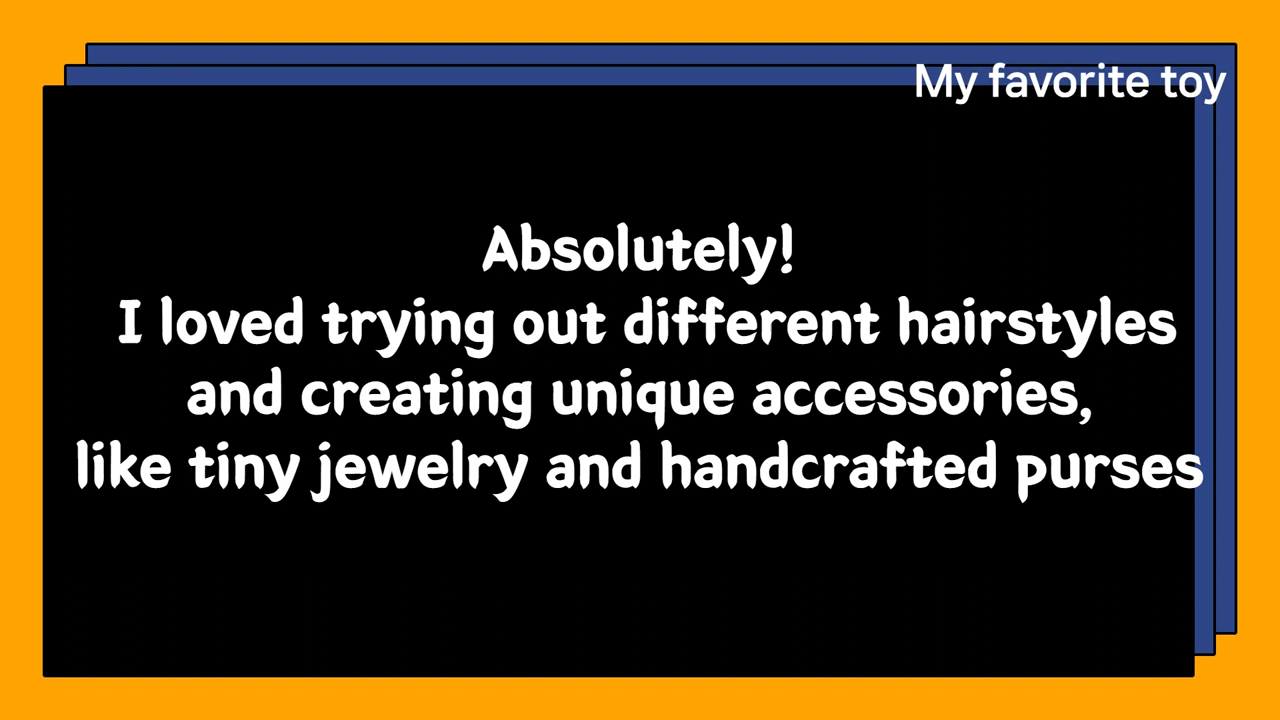 My favorite toy
Absolutely!
I loved trying out different hairstyles
and creating unique accessories,
like tiny jewelry and handcrafted purses